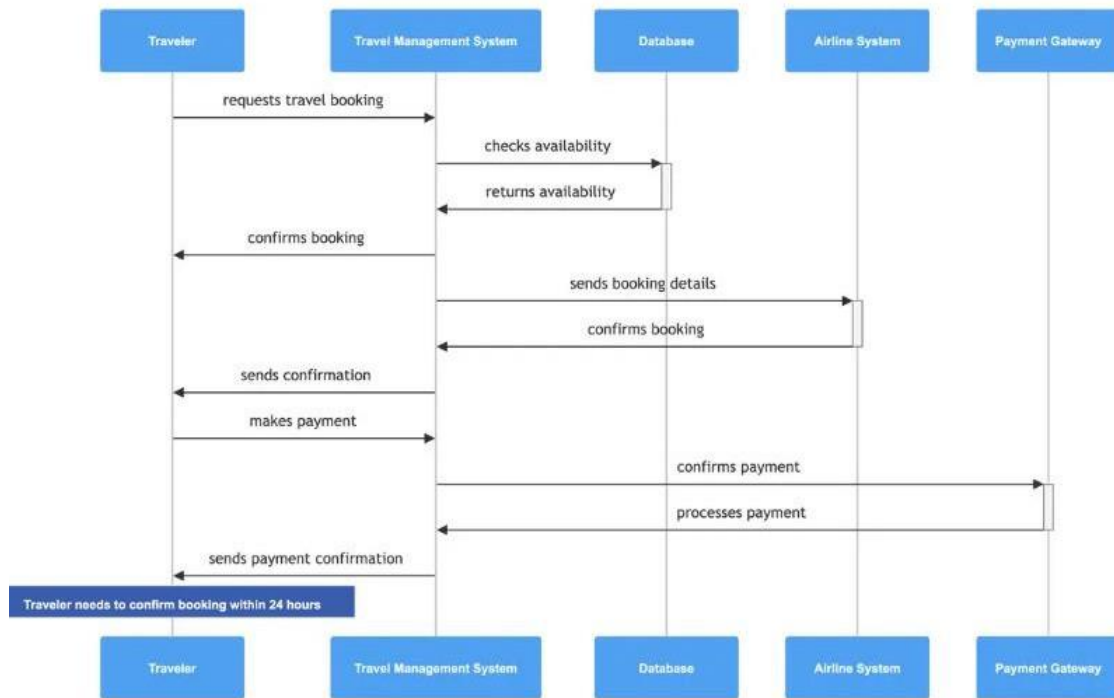 Traveler
Travel Management System
Database
Airline System
Payment Gateway
requests travel booking
checks availability
returns availability
confirms booking
sends booking details
confirms booking
sends confirmation
makes payment
confirms payment
processes payment
sends payment confirmation
Traveler needs to confirm booking within 24 hours
Traveler
Travel Management System
Database
Airline System
Payment Gateway